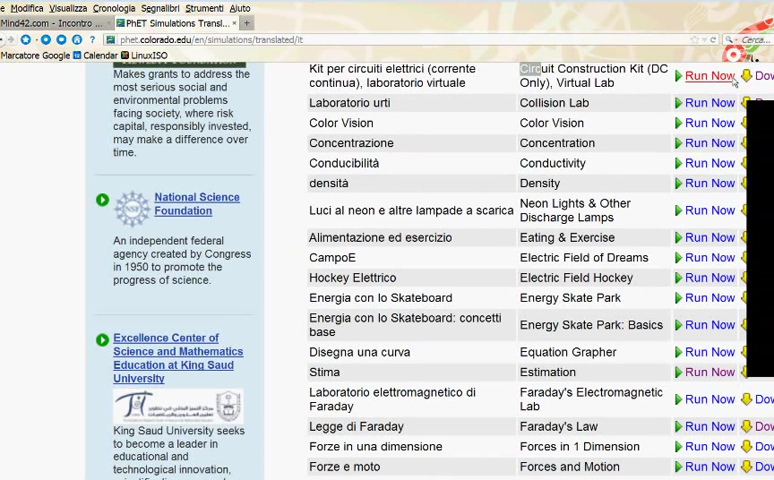 e Modifica Visualizza Cronologia Segnalibri Strumenti Aiuto
Mind42.com - Incontro ... × PhET Simulations Transl... × +
phet.colorado.edu/en/simulations/translated/it Cerca...
Marcatore Google Calendar LinuxISO
Makes grants to address the
most serious social and
environmental problems
facing society, where risk
capital, responsibly invested,
may make a difference over
time.
National Science
Foundation
An independent federal
agency created by Congress
in 1950 to promote the
progress of science.
Excellence Center of
Science and Mathematics
Education at King Saud
University
King Saud University seeks
to become a leader in
educational and
technological innovation,
Kit per circuiti elettrici (corrente Circuit Construction Kit (DC Run Now Dow
continua), laboratorio virtuale Only), Virtual Lab
Laboratorio urti Collision Lab Run Now
Color Vision Color Vision Run Now
Concentrazione Concentration Run Now
Conducibilità Conductivity Run Now
densità Density Run Now
Luci al neon e altre lampade a scarica Neon Lights & Other Run Now
Discharge Lamps
Alimentazione ed esercizio Eating & Exercise Run Now
CampoE Electric Field of Dreams Run Now
Hockey Elettrico Electric Field Hockey Run Now
Energia con lo Skateboard Energy Skate Park Run Now
Energia con lo Skateboard: concetti Energy Skate Park: Basics Run Now
base
Disegna una curva Equation Grapher Run Now
Stima Estimation Run Now
Laboratorio elettromagnetico di Faraday's Electromagnetic Run Now Dow
Faraday Lab
Legge di Faraday Faraday's Law Run Now Dow
Forze in una dimensione Forces in 1 Dimension Run Now Dow
Forze e moto Forces and Motion Run Now Dow